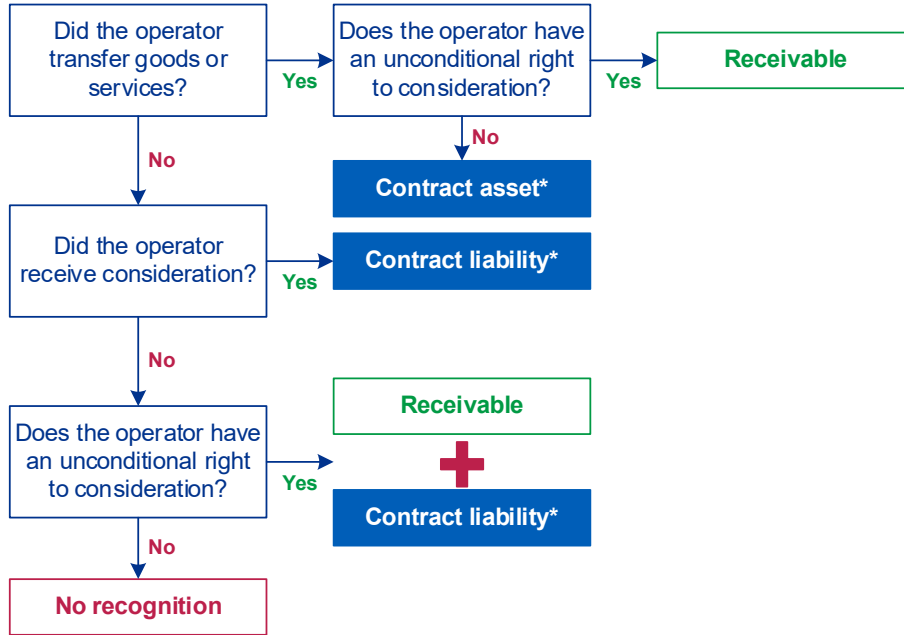 Did the operator
transfer goods or
services?
Yes
Does the operator have
an unconditional right
to consideration?
Yes
Receivable
No
No
Contract asset*
Did the operator
receive consideration?
Yes
Contract liability*
No
Receivable
Does the operator have
an unconditional right
to consideration?
Yes
Contract liability*
No
No recognition